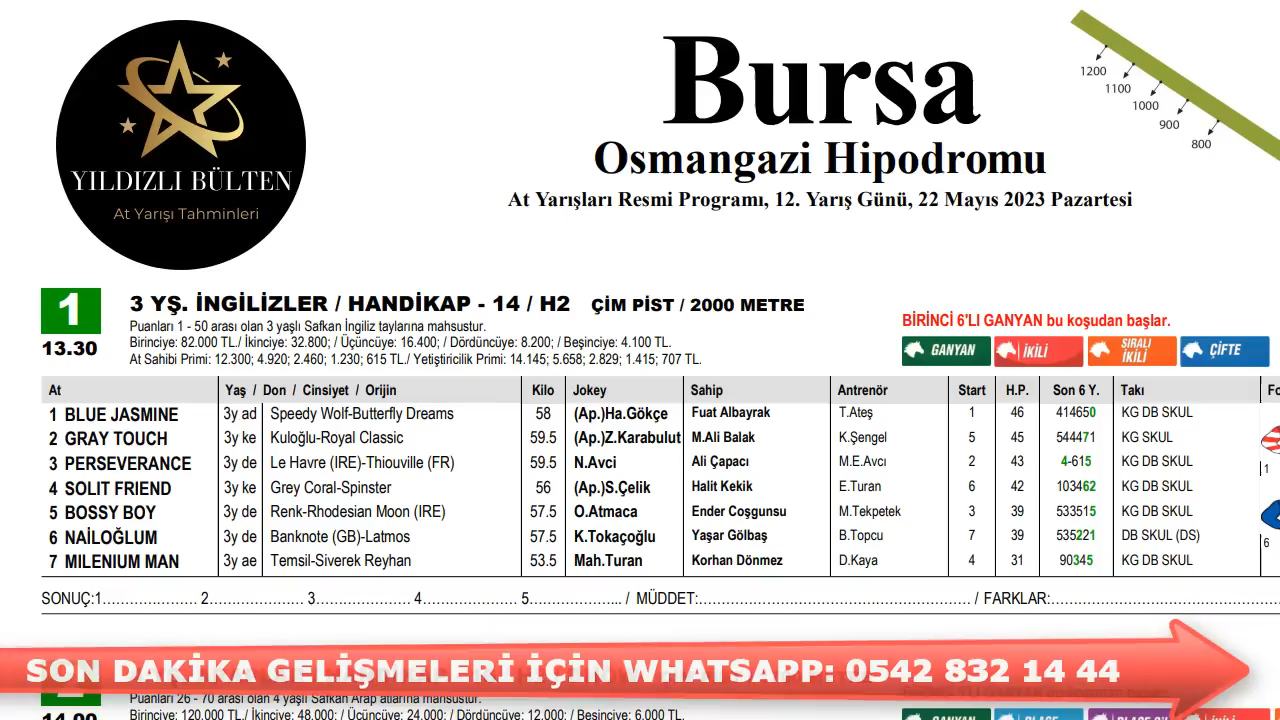 YILDIZLI BÜLTEN
At Yarışı Tahminleri
Bursa
Osmangazi Hipodromu
At Yarışları Resmi Programı, 12. Yarış Günü, 22 Mayıs 2023 Pazartesi
1200
1100
1000
900
800
1
13.30
3 YŞ. İNGİLİZLER / HANDİKAP - 14 / H2 ÇİM PİST / 2000 METRE
Puanları 1 - 50 arası olan 3 yaşlı Safkan İngiliz taylarına mahsustur.
Birinciye: 82.000 TL./ İkinciye: 32.800; / Üçüncüye: 16.400; / Dördüncüye: 8.200; / Beşinciye: 4.100 TL.
At Sahibi Primi: 12.300; 4.920; 2.460; 1.230; 615 TL./ Yetiştiricilik Primi: 14.145; 5.658; 2.829; 1.415; 707 TL.
BİRİNCİ 6'LI GANYAN bu koşudan başlar.
GANYAN İKİLİ SIRALI İKİLİ ÇİFTE
At Yaş / Don / Cinsiyet / Orijin Kilo Jokey Sahip Antrenör Start H.P. Son 6 Y. Takı Fo
1 BLUE JASMINE 3y ad Speedy Wolf-Butterfly Dreams 58 (Ap.)Ha.Gökçe Fuat Albayrak T.Ateş 1 46 414650 KG DB SKUL
2 GRAY TOUCH 3y ke Kuloğlu-Royal Classic 59.5 (Ap.)Z.Karabulut M.Ali Balak K.Şengel 5 45 544471 KG SKUL
3 PERSEVERANCE 3y de Le Havre (IRE)-Thiouville (FR) 59.5 N.Avci Ali Çapacı M.E.Avcı 2 43 4-615 KG DB SKUL 1
4 SOLIT FRIEND 3y ke Grey Coral-Spinster 56 (Ap.)S.Çelik Halit Kekik E.Turan 6 42 103462 KG DB SKUL
5 BOSSY BOY 3y de Renk-Rhodesian Moon (IRE) 57.5 O.Atmaca Ender Coşgunsu M.Tekpetek 3 39 533515 KG DB SKUL
6 NAİLOĞLUM 3y de Banknote (GB)-Latmos 57.5 K.Tokaçoğlu Yaşar Gölbaş B.Topcu 7 39 535221 DB SKUL (DS) 6
7 MILENIUM MAN 3y ae Temsil-Siverek Reyhan 53.5 Mah.Turan Korhan Dönmez D.Kaya 4 31 90345 KG DB SKUL
SONUÇ:1..................... 2..................... 3..................... 4..................... 5..................... / MÜDDET:............................................................ / FARKLAR:..................................................
SON DAKİKA GELİŞMELERİ İÇİN WHATSAPP: 0542 832 14 44
Puanları 26 - 70 arası olan 4 yaşlı Safkan Arap atlarına mahsustur.
14.00
Birinciye: 120.000 TL./ İkinciye: 48.000; / Üçüncüye: 24.000; / Dördüncüye: 12.000; / Beşinciye: 6.000 TL.